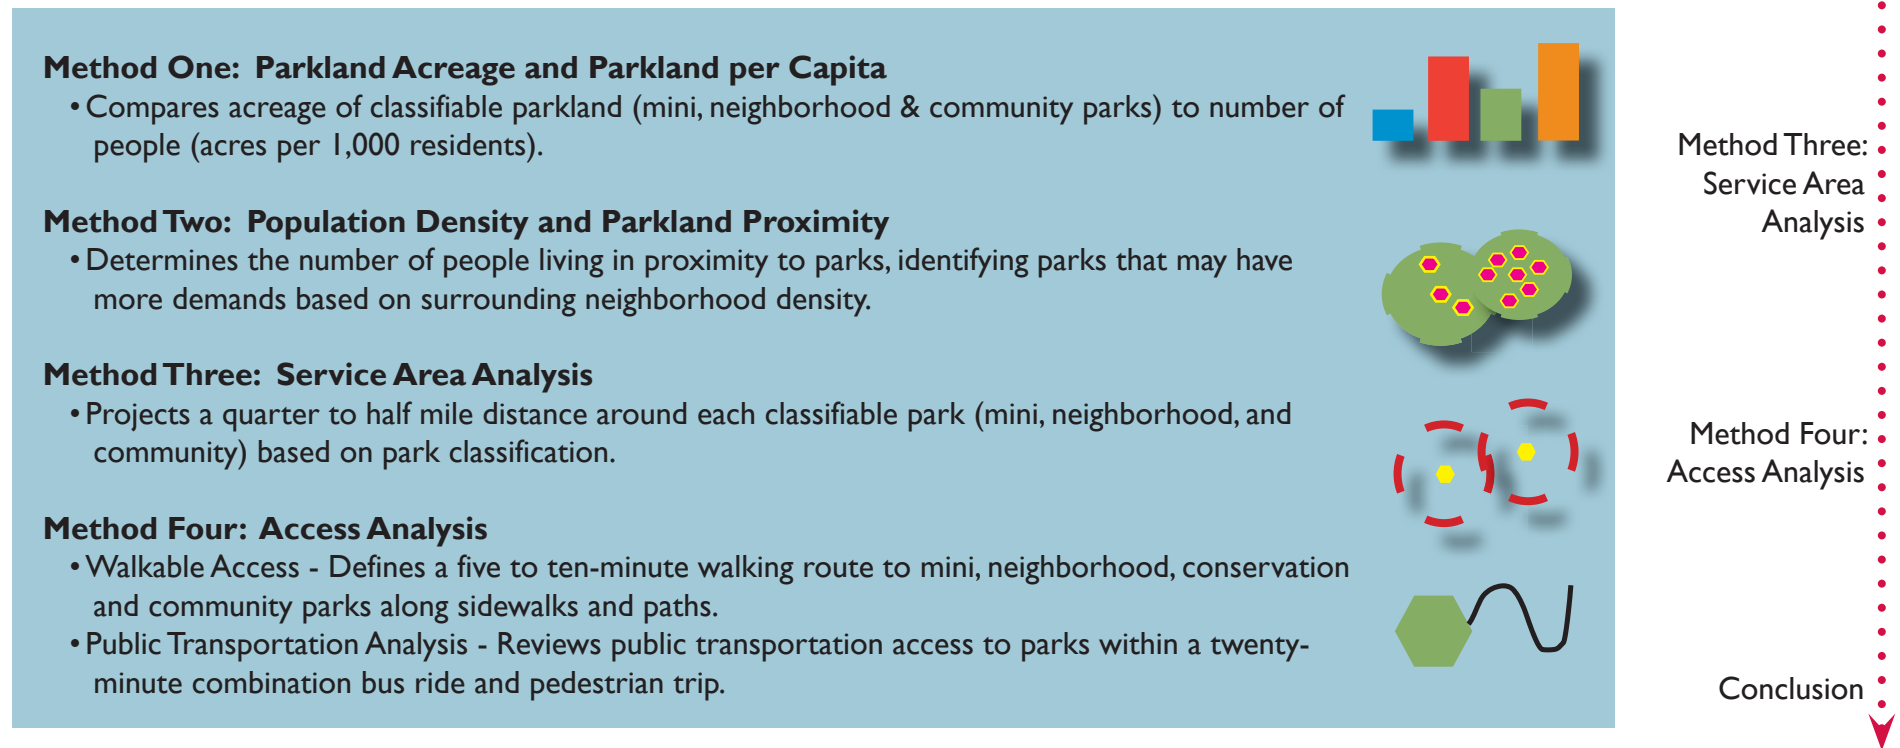 Method One: Parkland Acreage and Parkland per Capita
• Compares acreage of classifiable parkland (mini, neighborhood & community parks) to number of
people (acres per 1,000 residents).
Method Two: Population Density and Parkland Proximity
• Determines the number of people living in proximity to parks, identifying parks that may have
more demands based on surrounding neighborhood density.
Method Three: Service Area Analysis
• Projects a quarter to half mile distance around each classifiable park (mini, neighborhood, and
community) based on park classification.
Method Four: Access Analysis
• Walkable Access - Defines a five to ten-minute walking route to mini, neighborhood, conservation
and community parks along sidewalks and paths.
• Public Transportation Analysis - Reviews public transportation access to parks within a twenty-
minute combination bus ride and pedestrian trip.
Method Three:
Service Area
Analysis
Method Four:
Access Analysis
Conclusion